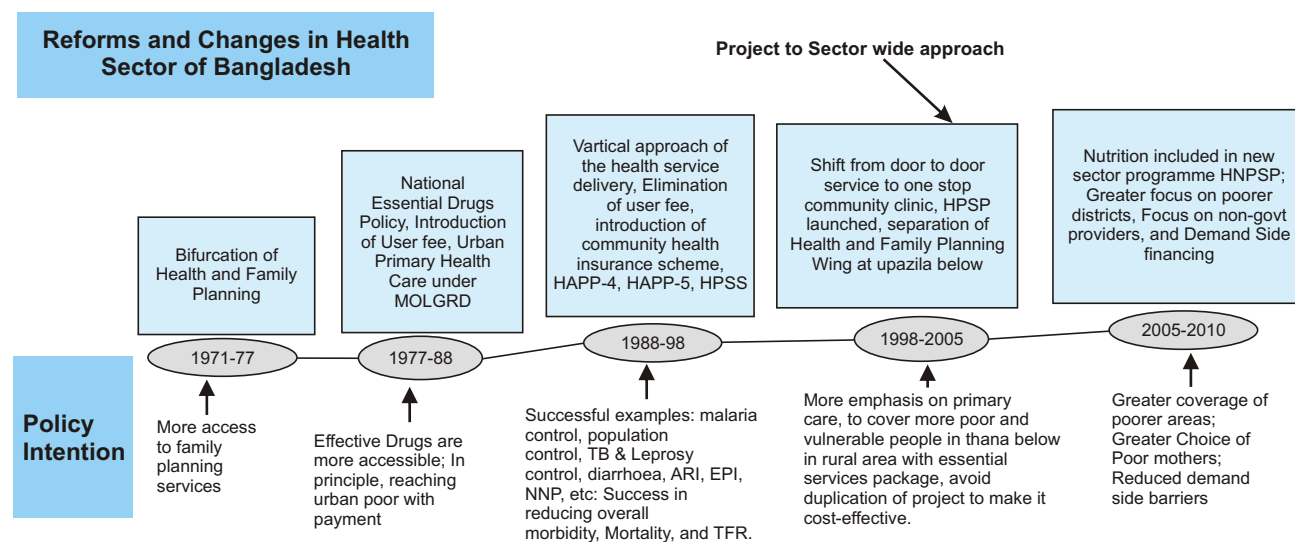 Reforms and Changes in Health
Sector of Bangladesh
Project to Sector wide approach
Bifurcation of
Health and Family
Planning
National
Essential Drugs
Policy, Introduction
of User fee, Urban
Primary Health
Care under
MOLGRD
Vartical approach of
the health service
delivery, Elimination
of user fee,
introduction of
community health
insurance scheme,
HAPP-4, HAPP-5, HPSS
Shift from door to door
service to one stop
community clinic, HPSP
launched, separation of
Health and Family Planning
Wing at upazila below
Nutrition included in new
sector programme HNPSP;
Greater focus on poorer
districts, Focus on non-govt
providers, and Demand Side
financing
1971-77
1977-88
1988-98
1998-2005
2005-2010
Policy
Intention
More access
to family
planning
services
Effective Drugs are
more accessible; In
principle, reaching
urban poor with
payment
Successful examples: malaria
control, population
control, TB & Leprosy
control, diarrhoea, ARI, EPI,
NNP, etc: Success in
reducing overall
morbidity, Mortality, and TFR.
More emphasis on primary
care, to cover more poor and
vulnerable people in thana below
in rural area with essential
services package, avoid
duplication of project to make it
cost-effective.
Greater coverage of
poorer areas;
Greater Choice of
Poor mothers;
Reduced demand
side barriers